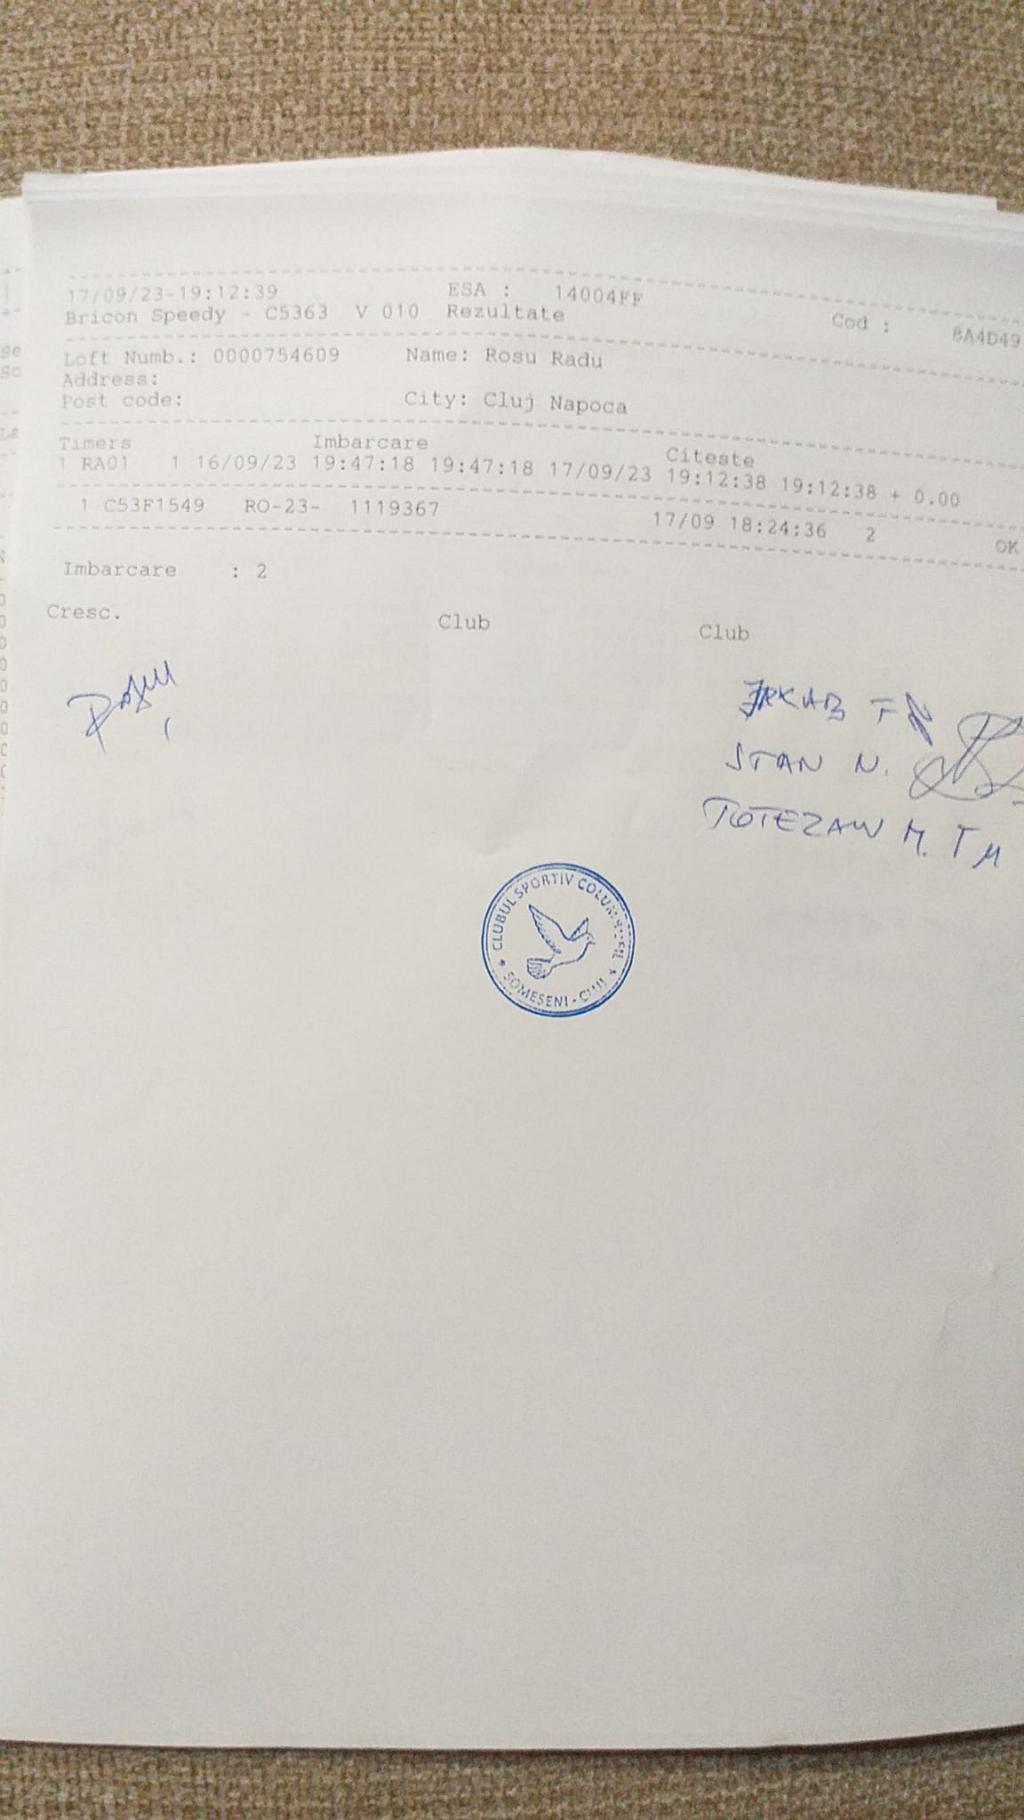 17/09/23-19:12:39 ESA : 14004FF
Bricon Speedy - C5363 V 010 Rezultate Cod : BA4D49
Loft Numb.: 0000754609 Name: Rosu Radu
Address:
Post code: City: Cluj Napoca
Timers Imbarcare Citeste
1 RA01 1 16/09/23 19:47:18 19:47:18 17/09/23 19:12:38 19:12:38 + 0.00
1 C53F1549 RO-23- 1119367 17/09 18:24:36 2 OK
Imbarcare : 2
Cresc. Club Club
STAN N.
CLUBUL SPORTIV
SOMESENI - CLUJ